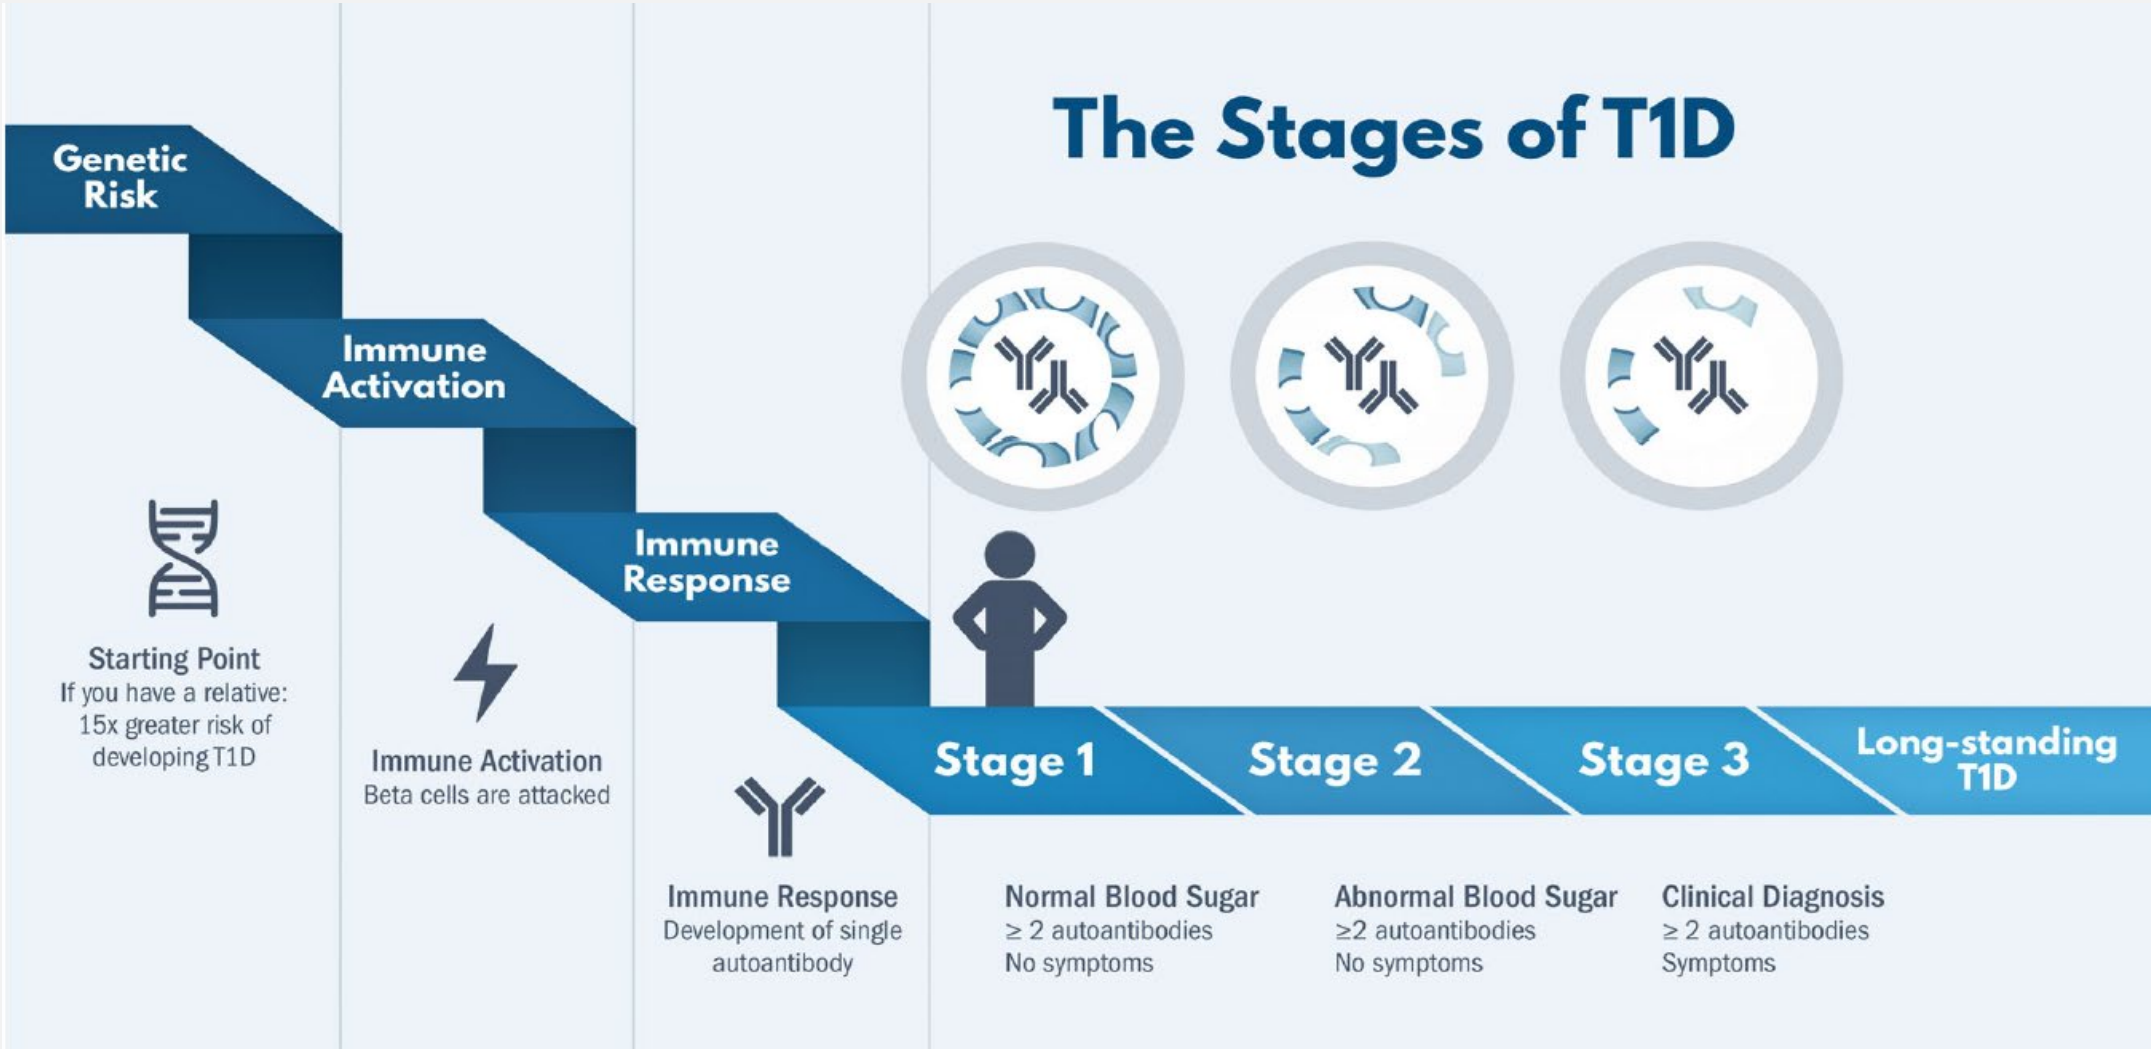 The Stages of T1D
Genetic
Risk
Immune
Activation
Immune
Response
Starting Point
If you have a relative:
15x greater risk of
developing T1D
Immune Activation
Beta cells are attacked
Immune Response
Development of single
autoantibody
Stage 1
Stage 2
Stage 3
Long-standing
T1D
Normal Blood Sugar
≥ 2 autoantibodies
No symptoms
Abnormal Blood Sugar
≥2 autoantibodies
No symptoms
Clinical Diagnosis
≥ 2 autoantibodies
Symptoms